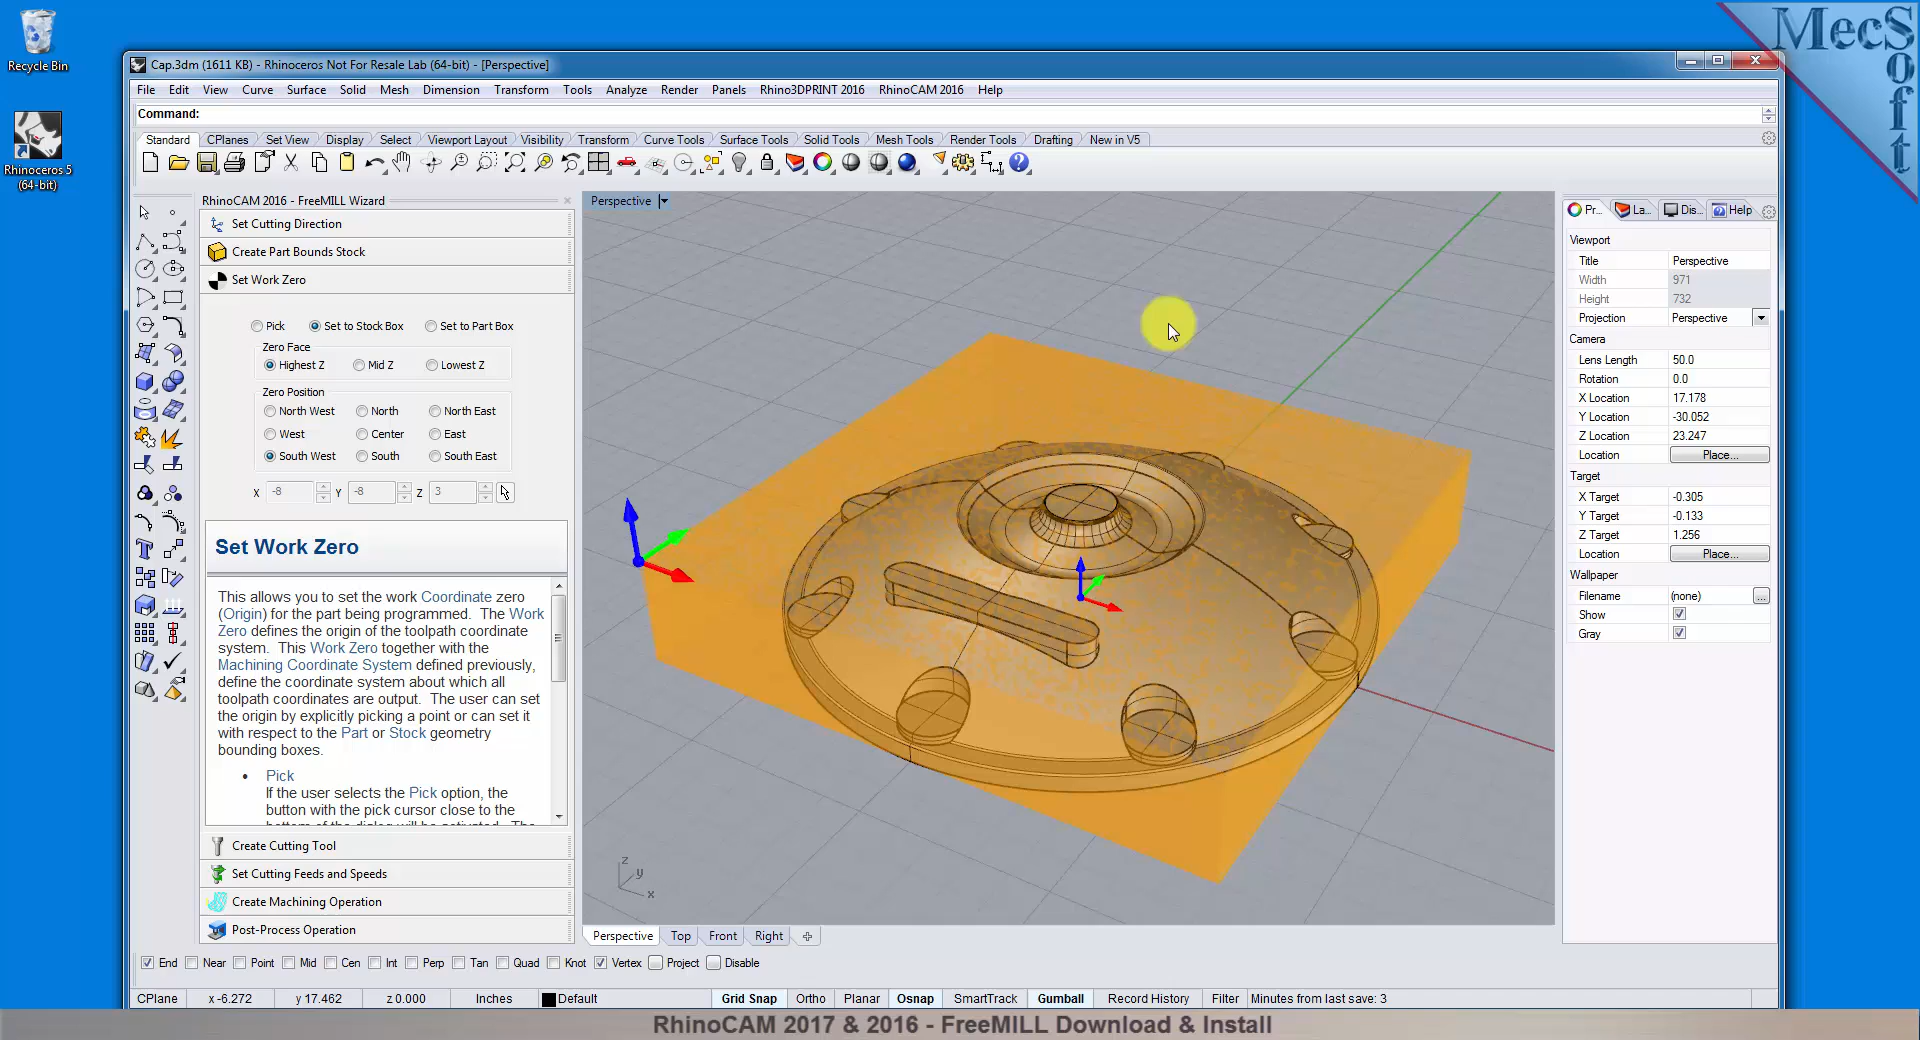 Recycle Bin
Rhinoceros 5
(64-bit)
MecSoft
Cap.3dm (1611 KB) - Rhinoceros Not For Resale Lab (64-bit) - [Perspective]
File Edit View Curve Surface Solid Mesh Dimension Transform Tools Analyze Render Panels Rhino3DPRINT 2016 RhinoCAM 2016 Help
Command:
Standard CPlanes Set View Display Select Viewport Layout Visibility Transform Curve Tools Surface Tools Solid Tools Mesh Tools Render Tools Drafting New in V5
RhinoCAM 2016 - FreeMILL Wizard
Set Cutting Direction
Create Part Bounds Stock
Set Work Zero
Pick Set to Stock Box Set to Part Box
Zero Face
Highest Z Mid Z Lowest Z
Zero Position
North West North North East
West Center East
South West South South East
X -8 Y -8 Z 3
Set Work Zero
This allows you to set the work Coordinate zero
(Origin) for the part being programmed. The Work
Zero defines the origin of the toolpath coordinate
system. This Work Zero together with the
Machining Coordinate System defined previously,
define the coordinate system about which all
toolpath coordinates are output. The user can set
the origin by explicitly picking a point or can set it
with respect to the Part or Stock geometry
bounding boxes.
• Pick
If the user selects the Pick option, the
button with the pick cursor close to the
bottom of the dialog will be activated. The
Create Cutting Tool
Set Cutting Feeds and Speeds
Create Machining Operation
Post-Process Operation
Perspective
z
y
x
Perspective Top Front Right
Pr... La... Dis... Help
Viewport
Title Perspective
Width 971
Height 732
Projection Perspective
Camera
Lens Length 50.0
Rotation 0.0
X Location 17.178
Y Location -30.052
Z Location 23.247
Location Place...
Target
X Target -0.305
Y Target -0.133
Z Target 1.256
Location Place...
Wallpaper
Filename (none) ...
Show
Gray
End Near Point Mid Cen Int Perp Tan Quad Knot Vertex Project Disable
CPlane x -6.272 y 17.462 z 0.000 Inches Default Grid Snap Ortho Planar Osnap SmartTrack Gumball Record History Filter Minutes from last save: 3
RhinoCAM 2017 & 2016 - FreeMILL Download & Install